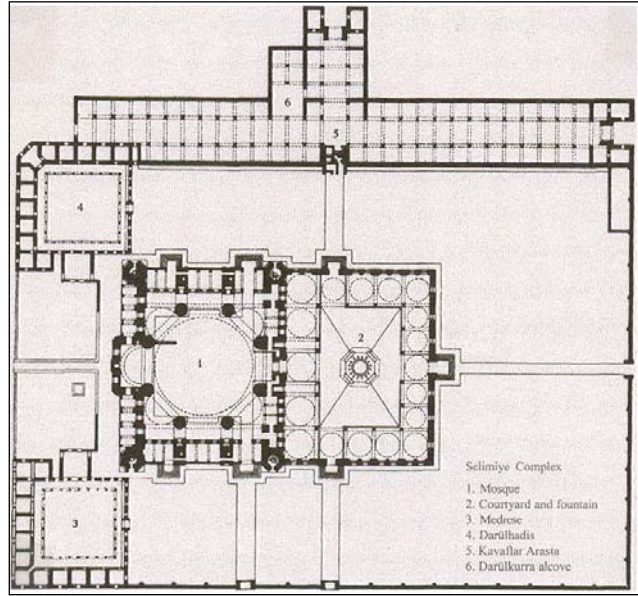 6
5
4
1
2
3
Selimiye Complex
1. Mosque
2. Courtyard and fountain
3. Medrese
4. Darülhadis
5. Kavaflar Arasta
6. Darülkurra alcove